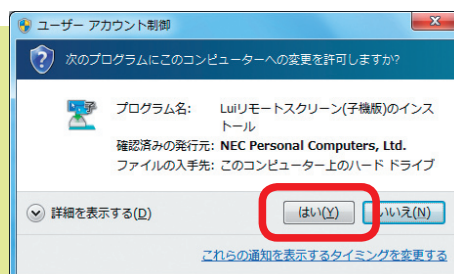 ユーザー アカウント制御
次のプログラムにこのコンピューターへの変更を許可しますか?
プログラム名: Luiリモートスクリーン(子機版)のインス
トール
確認済みの発行元: NEC Personal Computers, Ltd.
ファイルの入手先: このコンピューター上のハード ドライブ
詳細を表示する(D) はい(Y) いいえ(N)
これらの通知を表示するタイミングを変更する